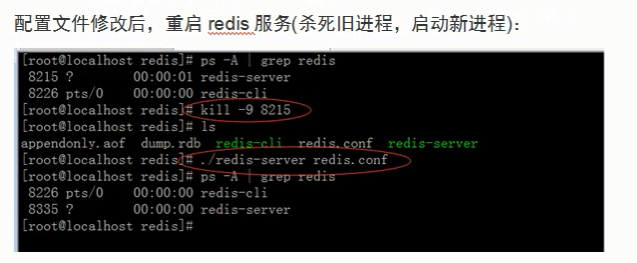 配置文件修改后，重启 redis 服务(杀死旧进程，启动新进程)：
[root@localhost redis]# ps -A | grep redis
8215 ?        00:00:01 redis-server
8226 pts/0    00:00:00 redis-cli
[root@localhost redis]# kill -9 8215
[root@localhost redis]# ls
appendonly.aof  dump.rdb  redis-cli  redis.conf  redis-server
[root@localhost redis]# ./redis-server redis.conf
[root@localhost redis]# ps -A | grep redis
8226 pts/0    00:00:00 redis-cli
8335 ?        00:00:00 redis-server
[root@localhost redis]#